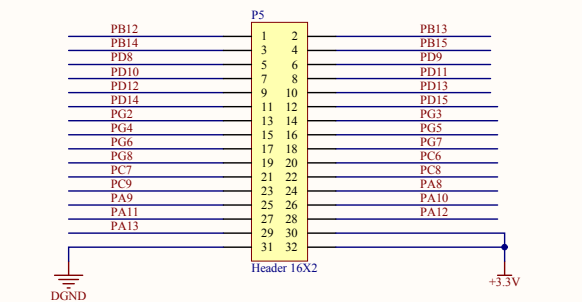 P5
PB12 1 2 PB13
PB14 3 4 PB15
PD8 5 6 PD9
PD10 7 8 PD11
PD12 9 10 PD13
PD14 11 12 PD15
PG2 13 14 PG3
PG4 15 16 PG5
PG6 17 18 PG7
PG8 19 20 PC6
PC7 21 22 PC8
PC9 23 24 PA8
PA9 25 26 PA10
PA11 27 28 PA12
PA13 29 30
31 32
Header 16X2
+3.3V
DGND